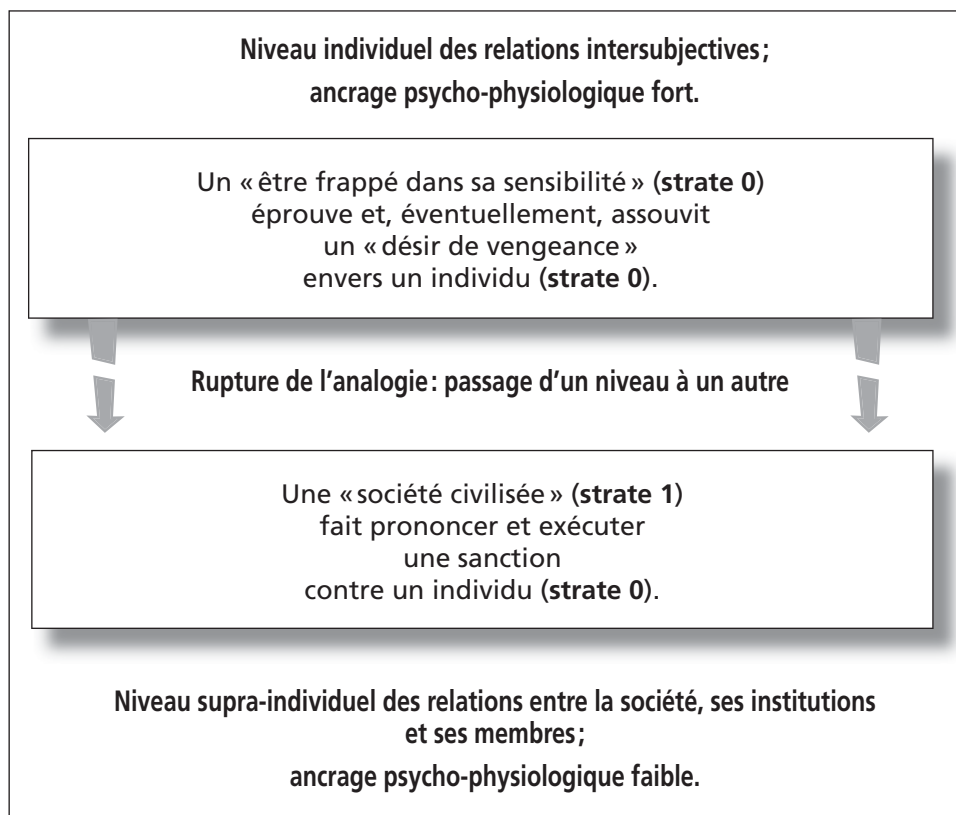 Niveau individuel des relations intersubjectives ;
ancrage psycho-physiologique fort.
Un « être frappé dans sa sensibilité » (strate 0)
éprouve et, éventuellement, assouvit
un « désir de vengeance »
envers un individu (strate 0).
Rupture de l’analogie : passage d’un niveau à un autre
Une « société civilisée » (strate 1)
fait prononcer et exécuter
une sanction
contre un individu (strate 0).
Niveau supra-individuel des relations entre la société, ses institutions
et ses membres ;
ancrage psycho-physiologique faible.